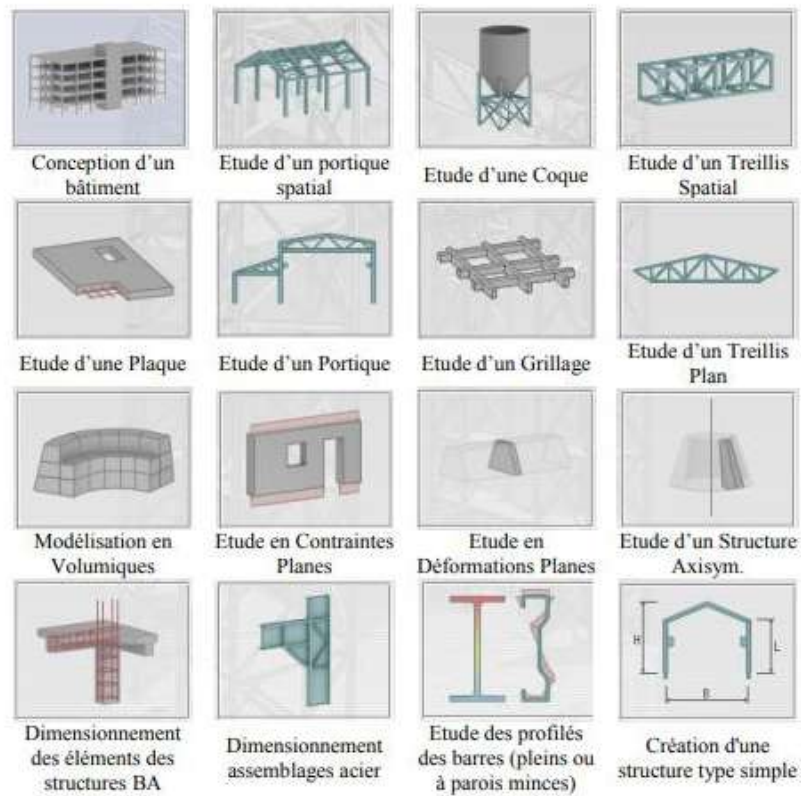 Conception d'un
bâtiment
Etude d'un portique
spatial
Etude d'une Coque
Etude d'un Treillis
Spatial
Etude d'une Plaque
Etude d'un Portique
Etude d'un Grillage
Etude d'un Treillis
Plan
Modélisation en
Volumiques
Etude en Contraintes
Planes
Etude en
Déformations Planes
Etude d'un Structure
Axisym.
H
L
B
Dimensionnement
des éléments des
structures BA
Dimensionnement
assemblages acier
Etude des profilés
des barres (pleins ou
à parois minces)
Création d'une
structure type simple